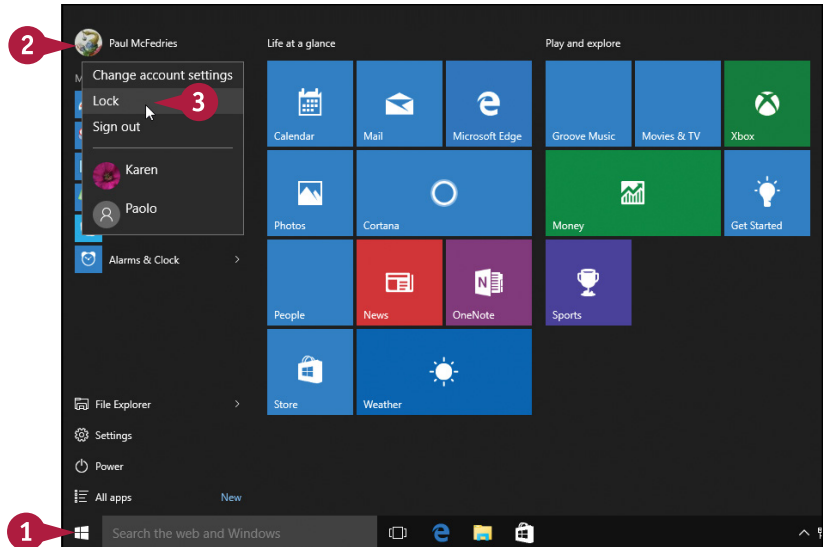 2
Paul McFedries
M
Change account settings
Lock
3
Sign out
Karen
Paolo
Alarms & Clock
File Explorer
Settings
Power
All apps New
Life at a glance
Calendar
Mail
Microsoft Edge
Photos
Cortana
People
News
OneNote
Store
Weather
Play and explore
Groove Music
Movies & TV
Xbox
Money
Get Started
Sports
1
Search the web and Windows